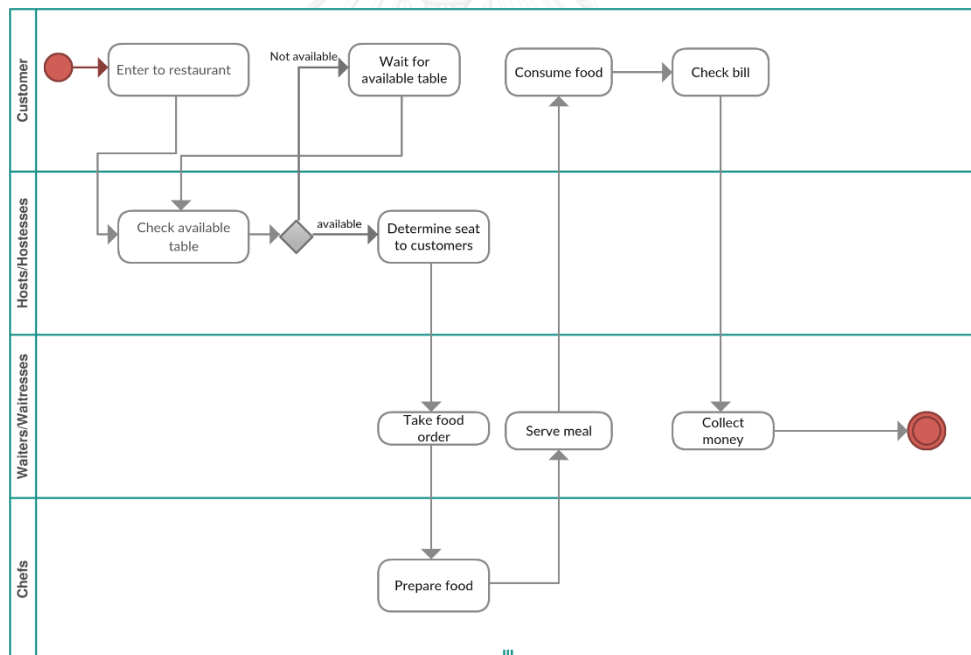 Customer
Enter to restaurant
Not available
Wait for
available table
Consume food
Check bill
Hosts/Hostesses
Check available
table
available
Determine seat
to customers
Waiters/Waitresses
Take food
order
Serve meal
Collect
money
Chefs
Prepare food